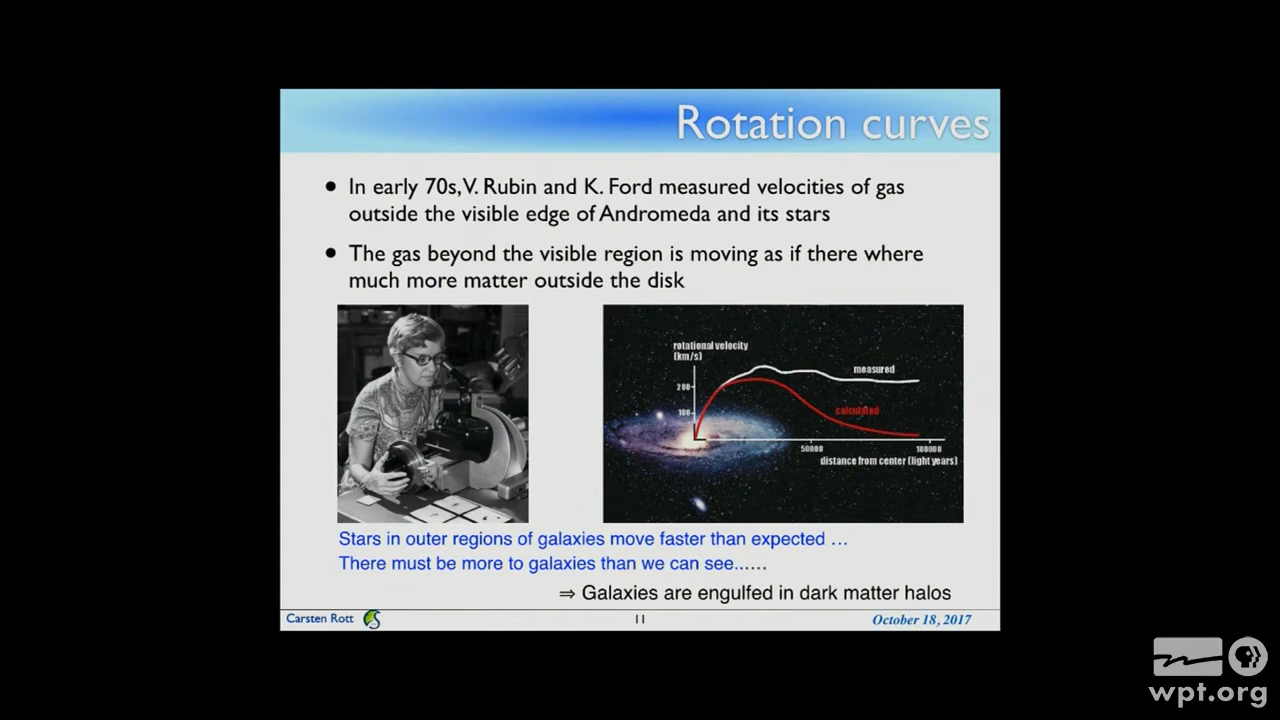 Rotation curves
• In early 70s, V. Rubin and K. Ford measured velocities of gas
outside the visible edge of Andromeda and its stars
• The gas beyond the visible region is moving as if there where
much more matter outside the disk
rotational velocity
(km/s)
measured
200
calculated
100
50000
100000
distance from center (light years)
Stars in outer regions of galaxies move faster than expected …
There must be more to galaxies than we can see......
⇒ Galaxies are engulfed in dark matter halos
Carsten Rott
11
October 18, 2017
PBS
wpt.org